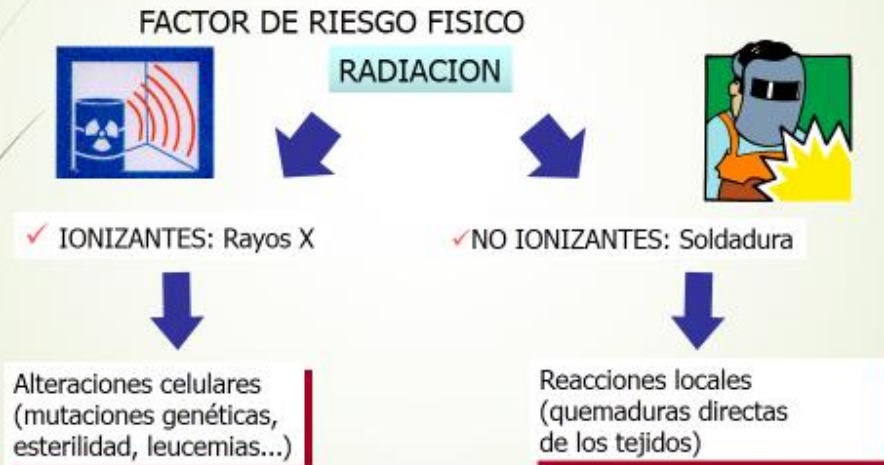 FACTOR DE RIESGO FISICO
RADIACION
IONIZANTES: Rayos X
NO IONIZANTES: Soldadura
Alteraciones celulares
(mutaciones genéticas,
esterilidad, leucemias...)
Reacciones locales
(quemaduras directas
de los tejidos)